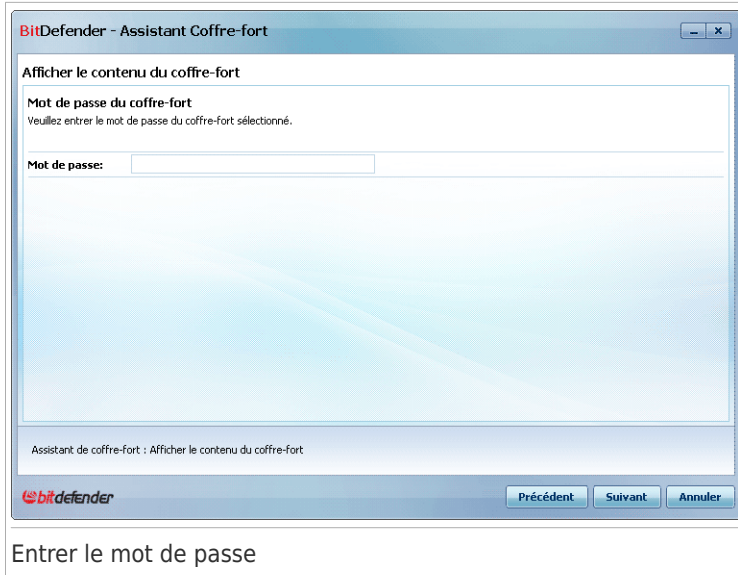 BitDefender - Assistant Coffre-fort
Afficher le contenu du coffre-fort
Mot de passe du coffre-fort
Veuillez entrer le mot de passe du coffre-fort sélectionné.
Mot de passe:
Assistant de coffre-fort : Afficher le contenu du coffre-fort
bitdefender
Précédent
Suivant
Annuler
Entrer le mot de passe